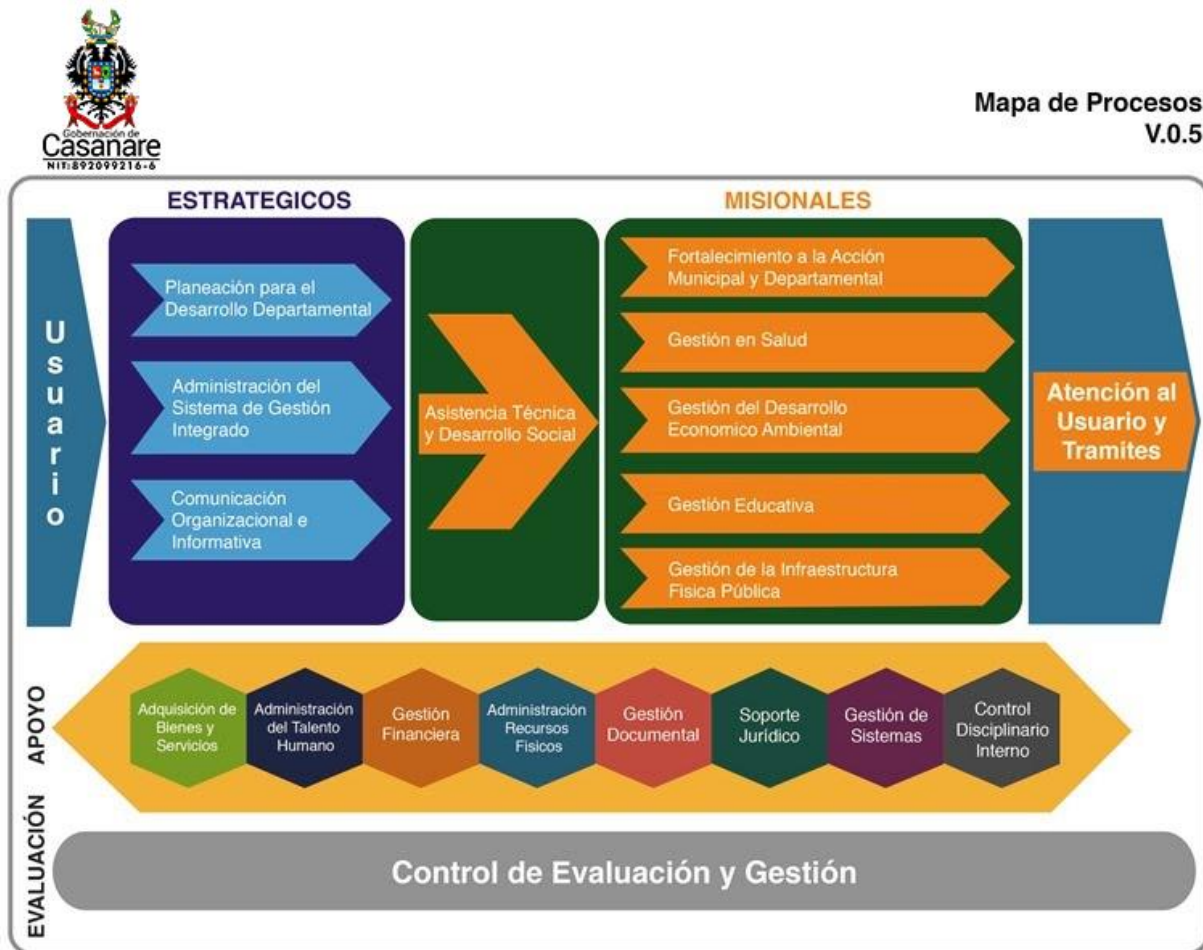 Gobernación de
Casanare
NIT:892099216-6
Mapa de Procesos
V.0.5
ESTRATEGICOS
MISIONALES
Usuario
Planeación para el
Desarrollo Departamental
Administración del
Sistema de Gestión
Integrado
Comunicación
Organizacional e
Informativa
Asistencia Técnica
y Desarrollo Social
Fortalecimiento a la Acción
Municipal y Departamental
Gestión en Salud
Gestión del Desarrollo
Economico Ambiental
Gestión Educativa
Gestión de la Infraestructura
Fisica Pública
Atención al
Usuario y
Tramites
APOYO
Adquisición de
Bienes y
Servicios
Administración
del Talento
Humano
Gestión
Financiera
Administración
Recursos
Fisicos
Gestión
Documental
Soporte
Jurídico
Gestión de
Sistemas
Control
Disciplinario
Interno
EVALUACIÓN
Control de Evaluación y Gestión